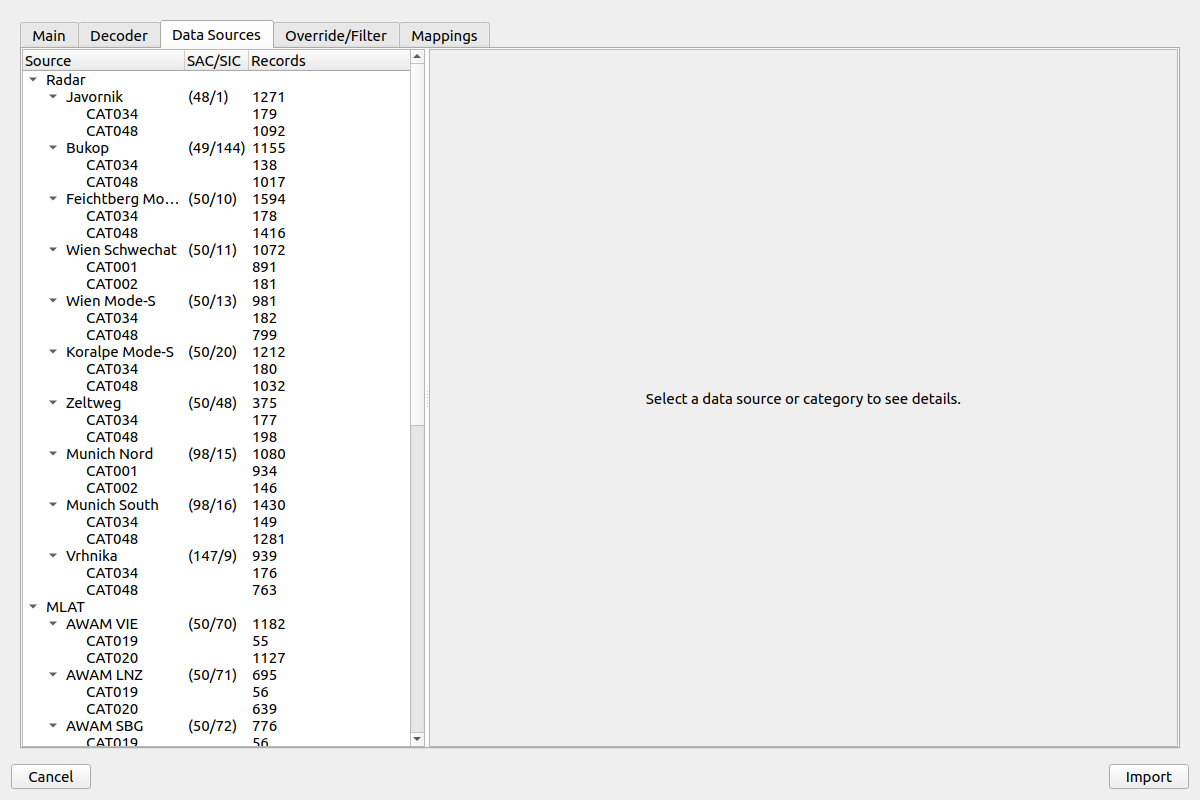 Main Decoder Data Sources Override/Filter Mappings
Source SAC/SIC Records
Radar
Javornik (48/1) 1271
CAT034 179
CAT048 1092
Bukop (49/144) 1155
CAT034 138
CAT048 1017
Feichtberg Mo... (50/10) 1594
CAT034 178
CAT048 1416
Wien Schwechat (50/11) 1072
CAT001 891
CAT002 181
Wien Mode-S (50/13) 981
CAT034 182
CAT048 799
Koralpe Mode-S (50/20) 1212
CAT034 180
CAT048 1032
Zeltweg (50/48) 375
CAT034 177
CAT048 198
Munich Nord (98/15) 1080
CAT001 934
CAT002 146
Munich South (98/16) 1430
CAT034 149
CAT048 1281
Vrhnika (147/9) 939
CAT034 176
CAT048 763
MLAT
AWAM VIE (50/70) 1182
CAT019 55
CAT020 1127
AWAM LNZ (50/71) 695
CAT019 56
CAT020 639
AWAM SBG (50/72) 776
CAT019 56
Select a data source or category to see details.
Cancel Import